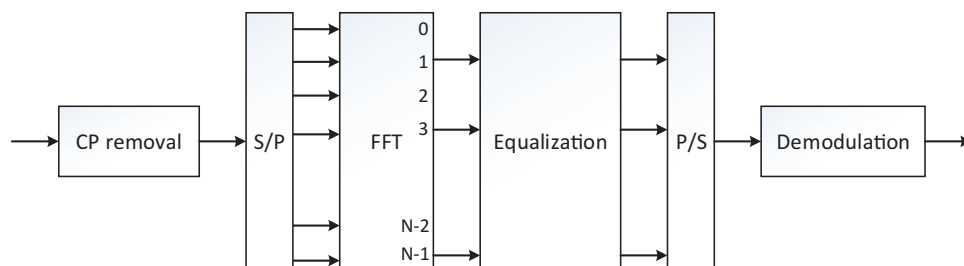 CP removal
S/P
FFT
0
1
2
3
N-2
N-1
Equalization
P/S
Demodulation